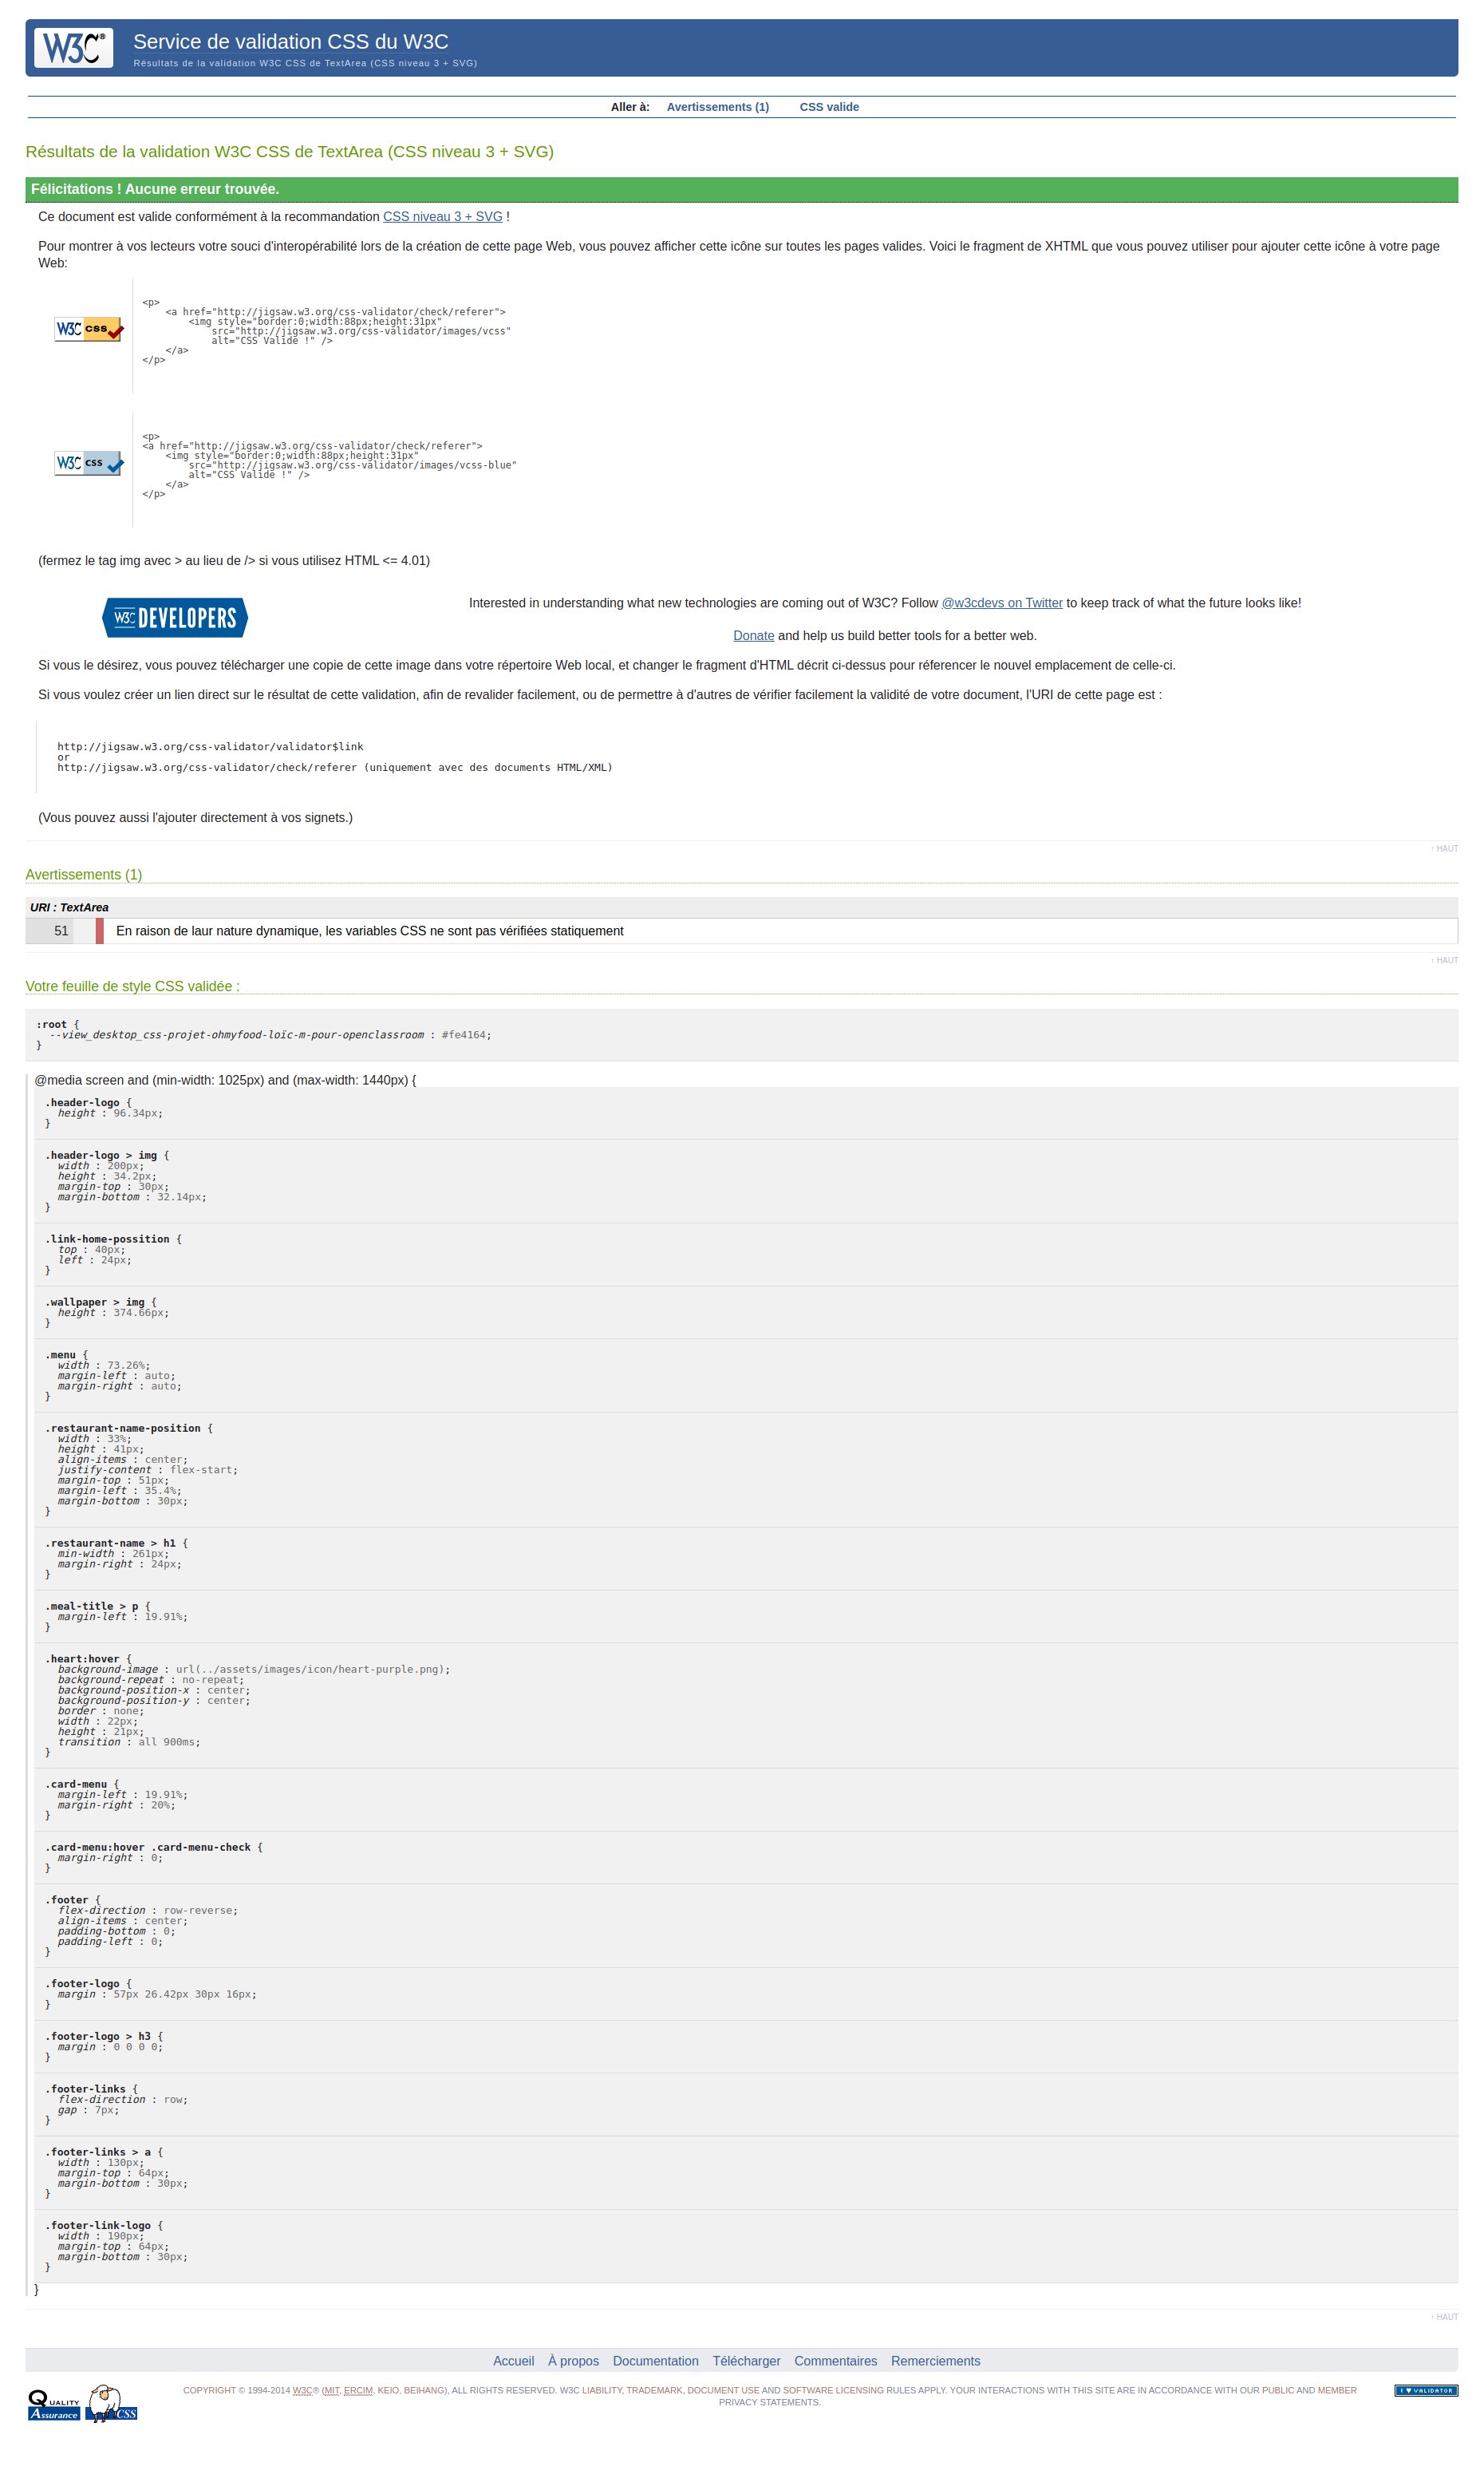 W3C®
Service de validation CSS du W3C
Résultats de la validation W3C CSS de TextArea (CSS niveau 3 + SVG)
Aller à: Avertissements (1) CSS valide
Résultats de la validation W3C CSS de TextArea (CSS niveau 3 + SVG)
Félicitations ! Aucune erreur trouvée.
Ce document est valide conformément à la recommandation CSS niveau 3 + SVG !
Pour montrer à vos lecteurs votre souci d'interopérabilité lors de la création de cette page Web, vous pouvez afficher cette icône sur toutes les pages valides. Voici le fragment de XHTML que vous pouvez utiliser pour ajouter cette icône à votre page
Web:
W3C css
<p>
<a href="http://jigsaw.w3.org/css-validator/check/referer">
<img style="border:0;width:88px;height:31px"
src="http://jigsaw.w3.org/css-validator/images/vcss"
alt="CSS Valide !" />
</a>
</p>
W3C css
<p>
<a href="http://jigsaw.w3.org/css-validator/check/referer">
<img style="border:0;width:88px;height:31px"
src="http://jigsaw.w3.org/css-validator/images/vcss-blue"
alt="CSS Valide !" />
</a>
</p>
(fermez le tag img avec > au lieu de /> si vous utilisez HTML <= 4.01)
W3C DEVELOPERS
Interested in understanding what new technologies are coming out of W3C? Follow @w3cdevs on Twitter to keep track of what the future looks like!
Donate and help us build better tools for a better web.
Si vous le désirez, vous pouvez télécharger une copie de cette image dans votre répertoire Web local, et changer le fragment d'HTML décrit ci-dessus pour réferencer le nouvel emplacement de celle-ci.
Si vous voulez créer un lien direct sur le résultat de cette validation, afin de revalider facilement, ou de permettre à d'autres de vérifier facilement la validité de votre document, l'URI de cette page est :
http://jigsaw.w3.org/css-validator/validator$link
or
http://jigsaw.w3.org/css-validator/check/referer (uniquement avec des documents HTML/XML)
(Vous pouvez aussi l'ajouter directement à vos signets.)
↑ HAUT
Avertissements (1)
URI : TextArea
51 En raison de laur nature dynamique, les variables CSS ne sont pas vérifiées statiquement
↑ HAUT
Votre feuille de style CSS validée :
:root {
--view_desktop_css-projet-ohmyfood-loïc-m-pour-openclassroom : #fe4164;
}
@media screen and (min-width: 1025px) and (max-width: 1440px) {
.header-logo {
height : 96.34px;
}
.header-logo > img {
width : 200px;
height : 34.2px;
margin-top : 30px;
margin-bottom : 32.14px;
}
.link-home-possition {
top : 40px;
left : 24px;
}
.wallpaper > img {
height : 374.66px;
}
.menu {
width : 73.26%;
margin-left : auto;
margin-right : auto;
}
.restaurant-name-position {
width : 33%;
height : 41px;
align-items : center;
justify-content : flex-start;
margin-top : 51px;
margin-left : 35.4%;
margin-bottom : 30px;
}
.restaurant-name > h1 {
min-width : 261px;
margin-right : 24px;
}
.meal-title > p {
margin-left : 19.91%;
}
.heart:hover {
background-image : url(../assets/images/icon/heart-purple.png);
background-repeat : no-repeat;
background-position-x : center;
background-position-y : center;
border : none;
width : 22px;
height : 21px;
transition : all 900ms;
}
.card-menu {
margin-left : 19.91%;
margin-right : 20%;
}
.card-menu:hover .card-menu-check {
margin-right : 0;
}
.footer {
flex-direction : row-reverse;
align-items : center;
padding-bottom : 0;
padding-left : 0;
}
.footer-logo {
margin : 57px 26.42px 30px 16px;
}
.footer-logo > h3 {
margin : 0 0 0 0;
}
.footer-links {
flex-direction : row;
gap : 7px;
}
.footer-links > a {
width : 130px;
margin-top : 64px;
margin-bottom : 30px;
}
.footer-link-logo {
width : 190px;
margin-top : 64px;
margin-bottom : 30px;
}
}
↑ HAUT
Accueil À propos Documentation Télécharger Commentaires Remerciements
QUALITY
Assurance
CSS
COPYRIGHT © 1994-2014 W3C® (MIT, ERCIM, KEIO, BEIHANG), ALL RIGHTS RESERVED. W3C LIABILITY, TRADEMARK, DOCUMENT USE AND SOFTWARE LICENSING RULES APPLY. YOUR INTERACTIONS WITH THIS SITE ARE IN ACCORDANCE WITH OUR PUBLIC AND MEMBER
PRIVACY STATEMENTS.
I ♥ VALIDATOR